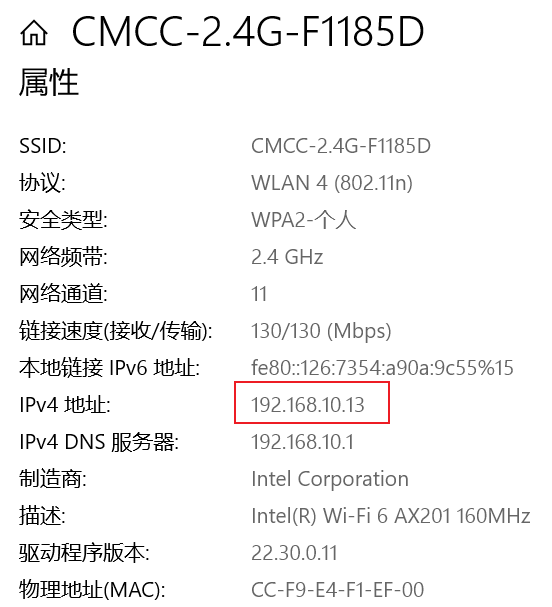 CMCC-2.4G-F1185D
属性
SSID: CMCC-2.4G-F1185D
协议: WLAN 4 (802.11n)
安全类型: WPA2-个人
网络频带: 2.4 GHz
网络通道: 11
链接速度(接收/传输): 130/130 (Mbps)
本地链接 IPv6 地址: fe80::126:7354:a90a:9c55%15
IPv4 地址: 192.168.10.13
IPv4 DNS 服务器: 192.168.10.1
制造商: Intel Corporation
描述: Intel(R) Wi-Fi 6 AX201 160MHz
驱动程序版本: 22.30.0.11
物理地址(MAC): CC-F9-E4-F1-EF-00